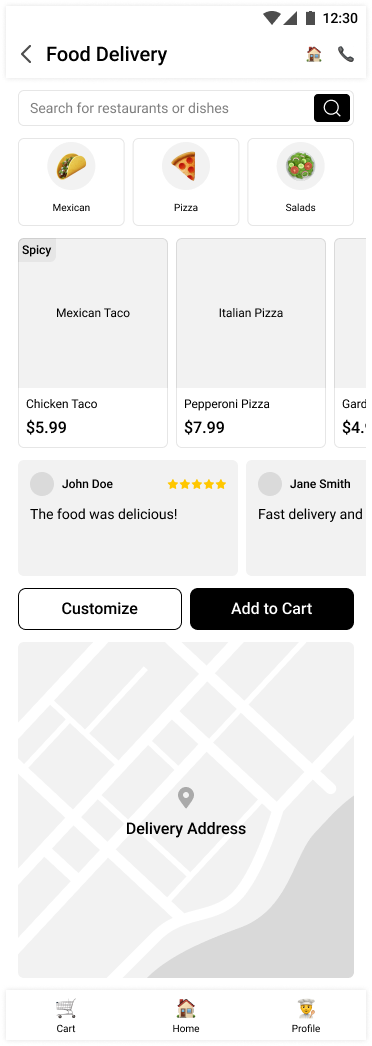 12:30
Food Delivery
Search for restaurants or dishes
Mexican
Pizza
Salads
Spicy
Mexican Taco
Italian Pizza
Chicken Taco
Pepperoni Pizza
Gard
$5.99
$7.99
$4.
John Doe
Jane Smith
The food was delicious!
Fast delivery and
Customize
Add to Cart
Delivery Address
Cart
Home
Profile